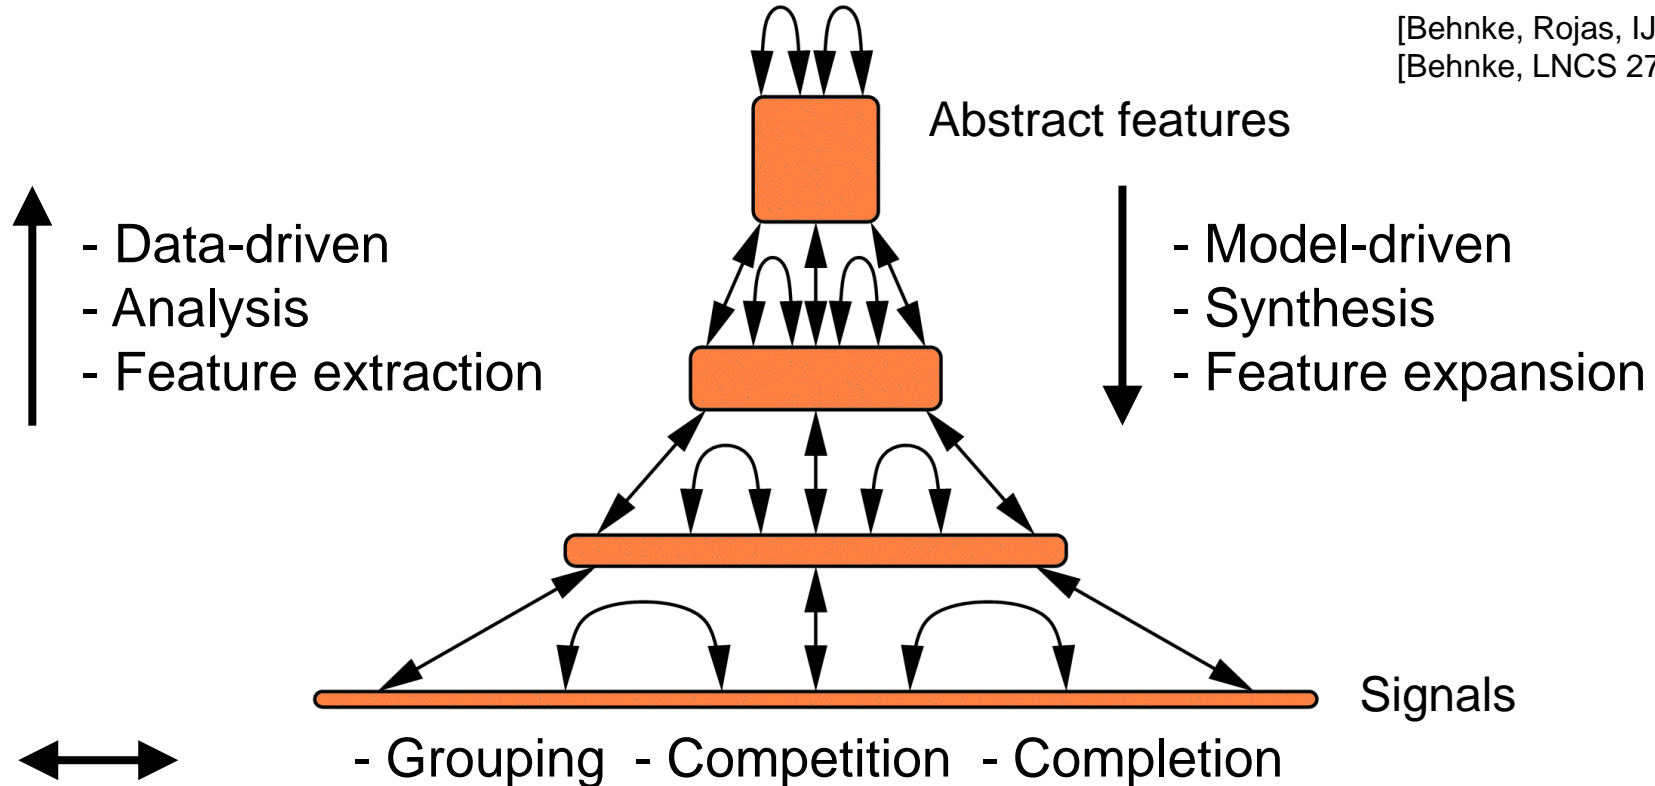 [Behnke, Rojas, IJ
[Behnke, LNCS 27
Abstract features
- Data-driven
- Analysis
- Feature extraction
- Model-driven
- Synthesis
- Feature expansion
Signals
- Grouping - Competition - Completion